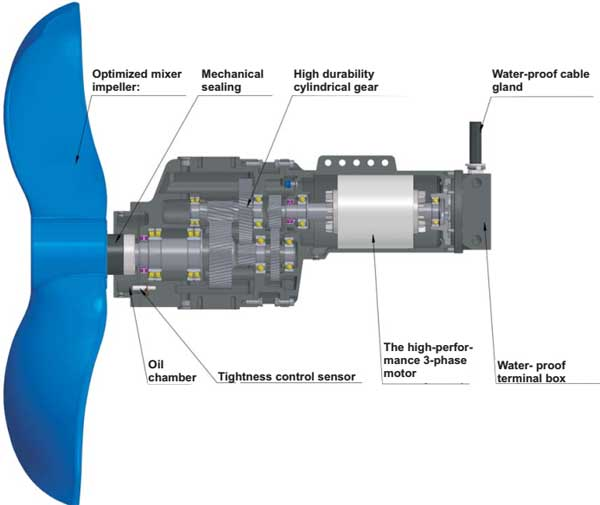 Optimized mixer
impeller:
Mechanical
sealing
High durability
cylindrical gear
Water-proof cable
gland
Oil
chamber
Tightness control sensor
The high-perfor-
mance 3-phase
motor
Water- proof
terminal box